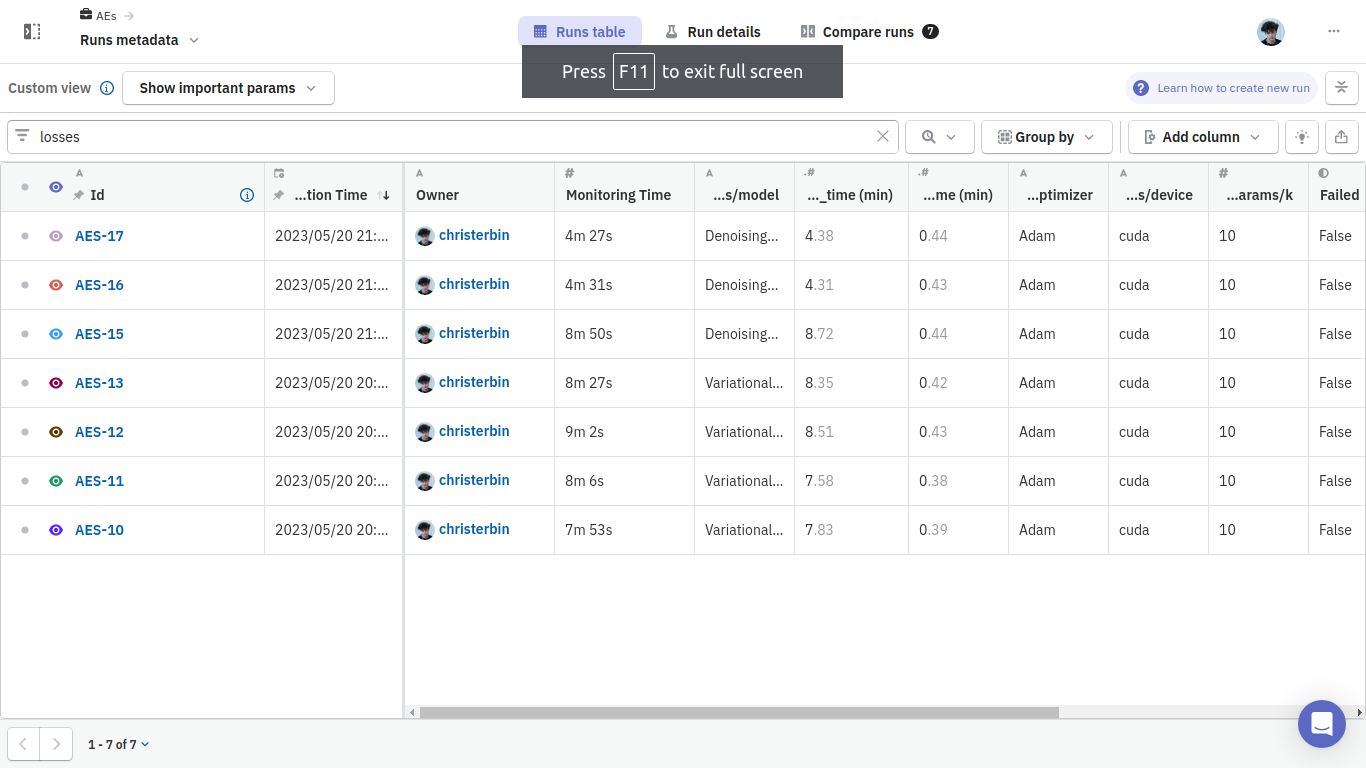 AEs
Runs metadata
Runs table
Run details
Compare runs 7
Press F11 to exit full screen
Custom view
Show important params
Learn how to create new run
losses
Group by
Add column
Id ...tion Time Owner Monitoring Time ...s/model ..._time (min) ...me (min) ...ptimizer ...s/device ...arams/k Failed
AES-17 2023/05/20 21:... christerbin 4m 27s Denoising... 4.38 0.44 Adam cuda 10 False
AES-16 2023/05/20 21:... christerbin 4m 31s Denoising... 4.31 0.43 Adam cuda 10 False
AES-15 2023/05/20 21:... christerbin 8m 50s Denoising... 8.72 0.44 Adam cuda 10 False
AES-13 2023/05/20 20:... christerbin 8m 27s Variational... 8.35 0.42 Adam cuda 10 False
AES-12 2023/05/20 20:... christerbin 9m 2s Variational... 8.51 0.43 Adam cuda 10 False
AES-11 2023/05/20 20:... christerbin 8m 6s Variational... 7.58 0.38 Adam cuda 10 False
AES-10 2023/05/20 20:... christerbin 7m 53s Variational... 7.83 0.39 Adam cuda 10 False
1 - 7 of 7